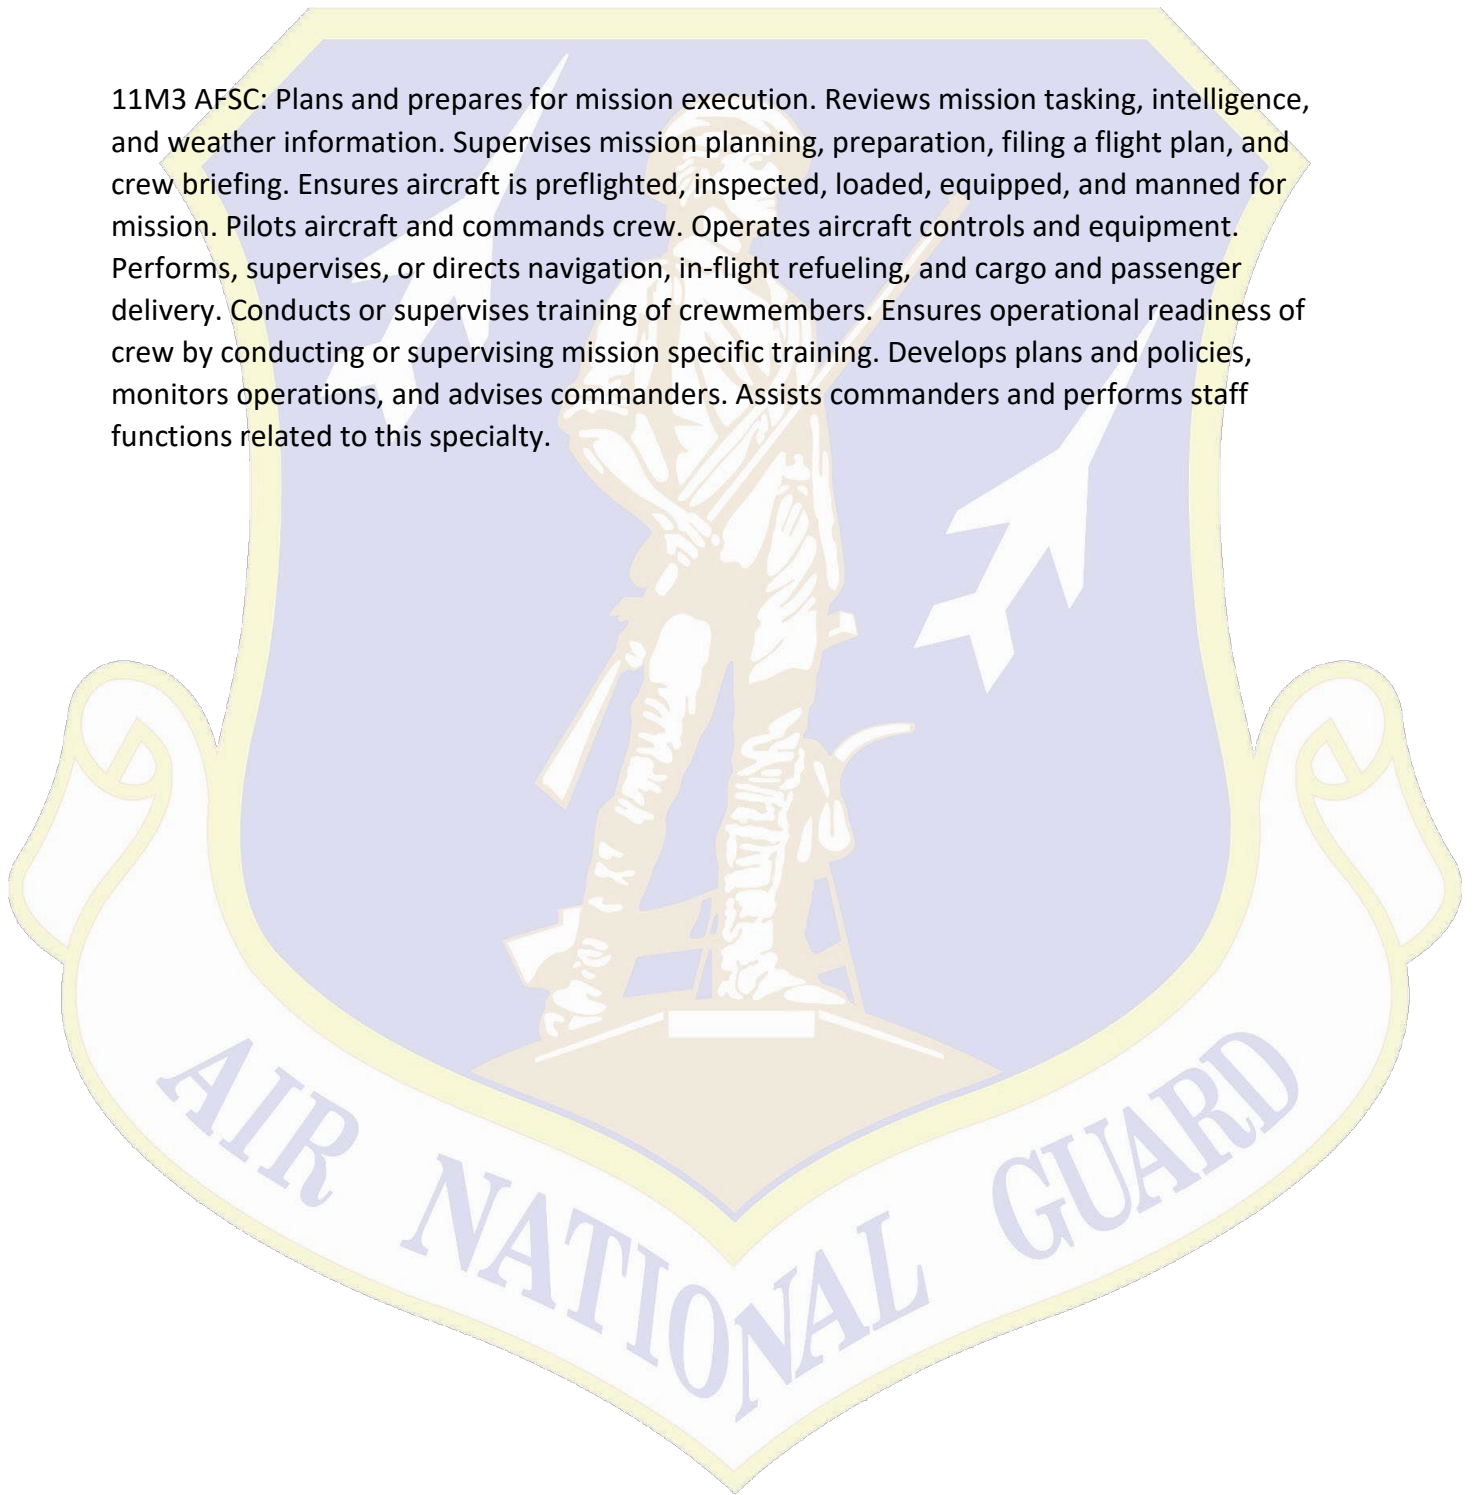 11M3 AFSC: Plans and prepares for mission execution. Reviews mission tasking, intelligence,
and weather information. Supervises mission planning, preparation, filing a flight plan, and
crew briefing. Ensures aircraft is preflighted, inspected, loaded, equipped, and manned for
mission. Pilots aircraft and commands crew. Operates aircraft controls and equipment.
Performs, supervises, or directs navigation, in-flight refueling, and cargo and passenger
delivery. Conducts or supervises training of crewmembers. Ensures operational readiness of
crew by conducting or supervising mission specific training. Develops plans and policies,
monitors operations, and advises commanders. Assists commanders and performs staff
functions related to this specialty.
AIR NATIONAL GUARD